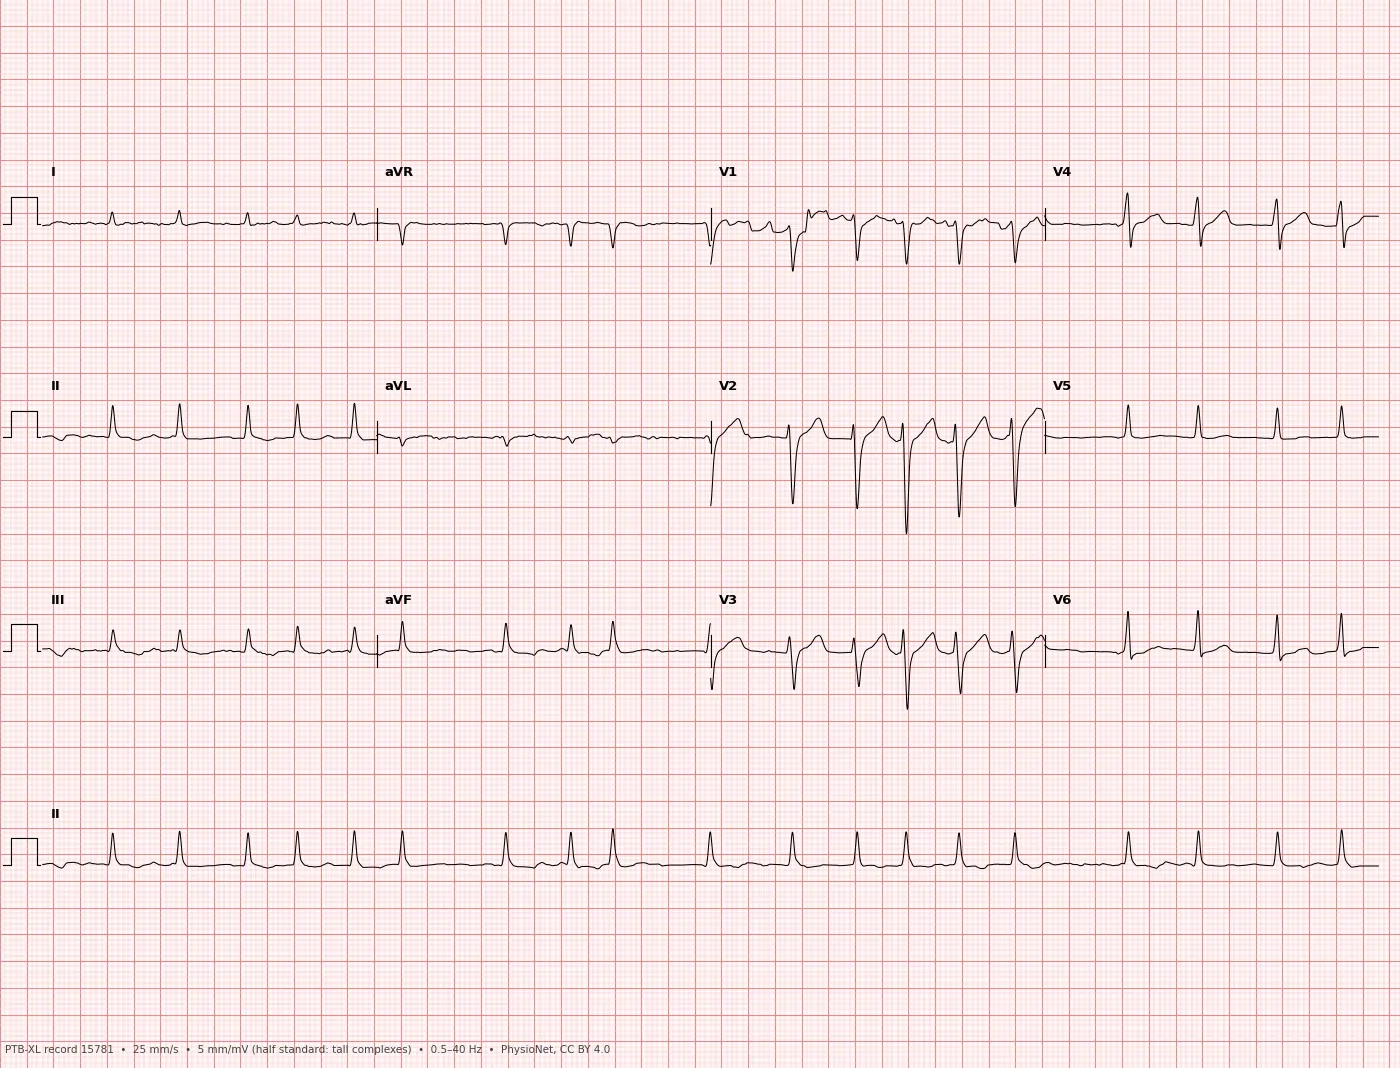 I aVR V1 V4
II aVL V2 V5
III aVF V3 V6
II
PTB-XL record 15781 • 25 mm/s • 5 mm/mV (half standard: tall complexes) • 0.5–40 Hz • PhysioNet, CC BY 4.0